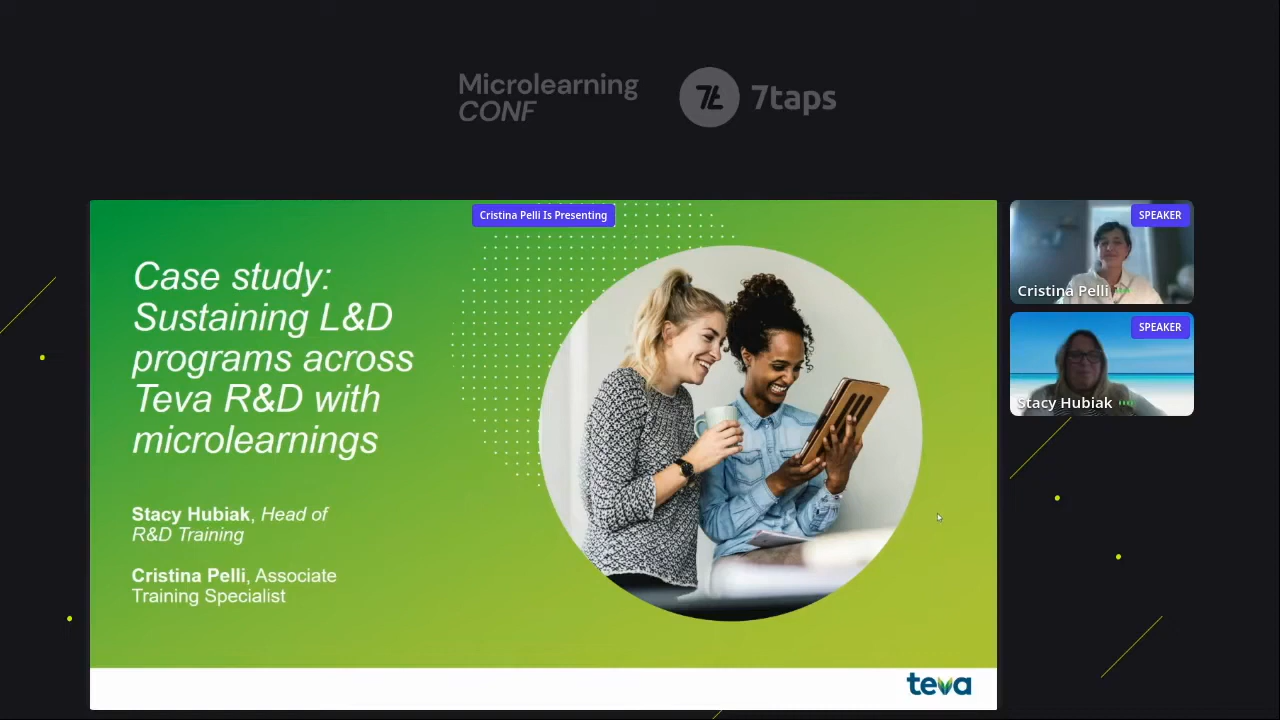 Microlearning
CONF
7taps
Cristina Pelli Is Presenting
Case study:
Sustaining L&D
programs across
Teva R&D with
microlearnings
Stacy Hubiak, Head of
R&D Training
Cristina Pelli, Associate
Training Specialist
teva
SPEAKER
Cristina Pelli
SPEAKER
Stacy Hubiak